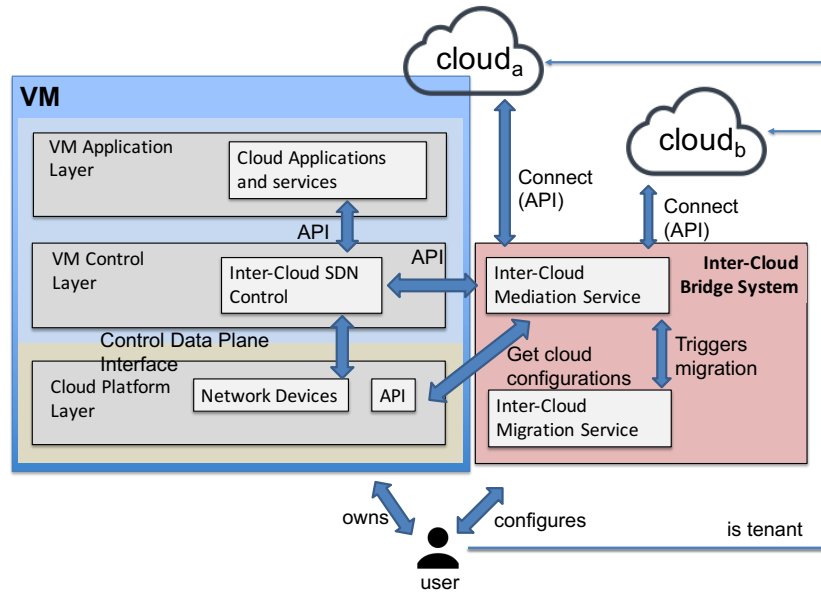 cloudₐ
VM
cloud_b
VM Application
Layer
Cloud Applications
and services
Connect
(API)
Connect
(API)
API
VM Control
Layer
Inter-Cloud SDN
Control
API
Inter-Cloud
Mediation Service
Inter-Cloud
Bridge System
Control Data Plane
Interface
Get cloud
configurations
Triggers
migration
Cloud Platform
Layer
Network Devices
API
Inter-Cloud
Migration Service
owns
configures
is tenant
user